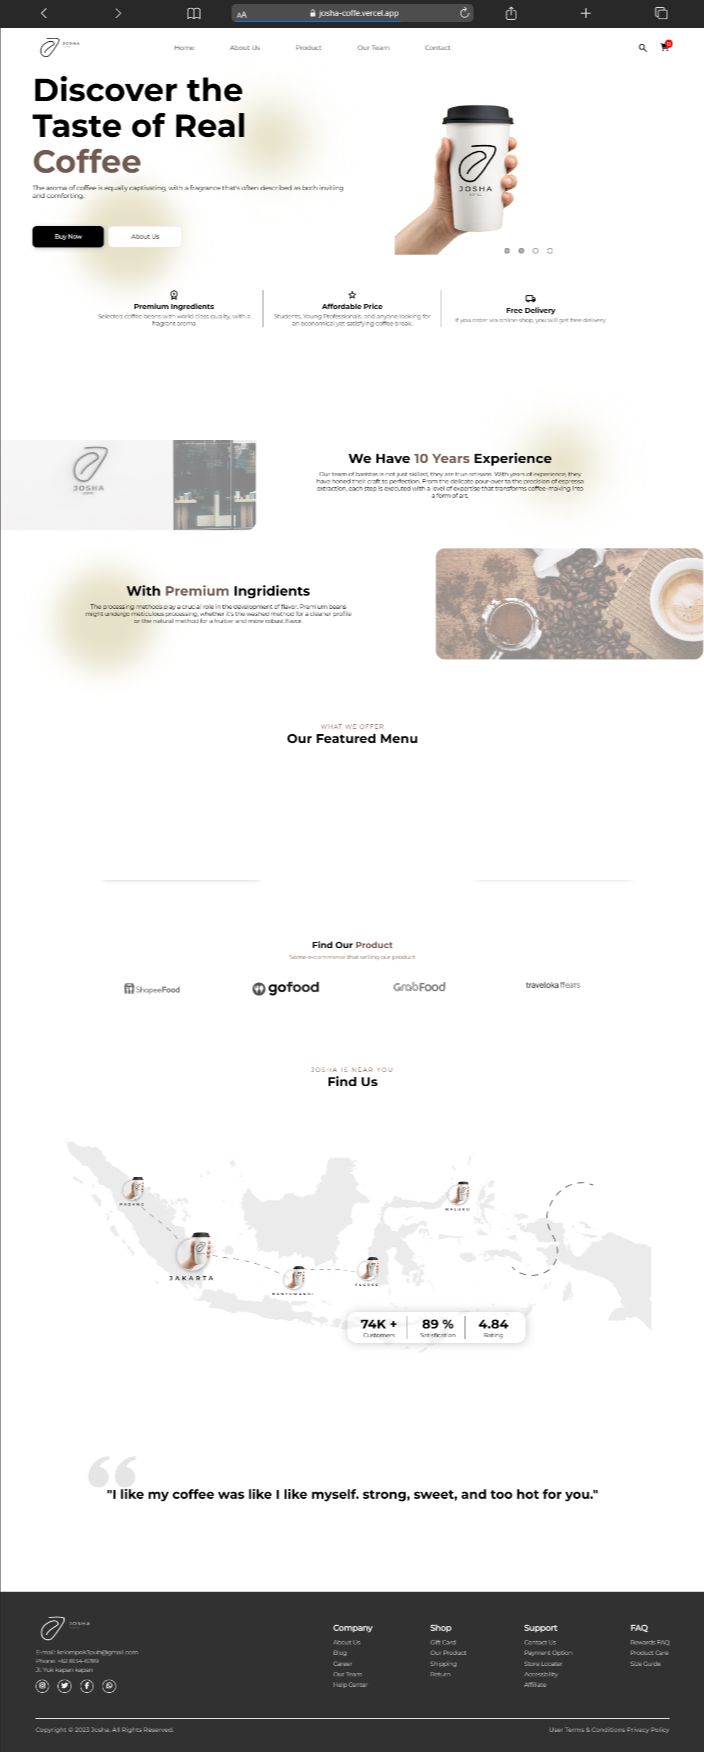 AA
josha-coffe.vercel.app
JOSHA
Home
About Us
Product
Our Team
Contact
Discover the
Taste of Real
Coffee
The aroma of coffee is equally captivating, with a fragrance that's often described as both inviting
and comforting.
Buy Now
About Us
JOSHA
Premium Ingredients
Selected coffee beans with world class quality, with a
fragrant aroma
Affordable Price
Students, Young Professionals, and anyone looking for
an economical yet satisfying coffee break.
Free Delivery
If you order via online shop, you will get free delivery
JOSHA
We Have 10 Years Experience
Our team of baristas is not just skilled, they are true artisans. With years of experience, they
have honed their craft to perfection. From the delicate pour-over to the precision of espresso
extraction, each step is executed with a level of expertise that transforms coffee-making into
a form of art.
With Premium Ingridients
The processing methods play a crucial role in the development of flavor. Premium beans
might undergo meticulous processing, whether it's the washed method for a cleaner profile
or the natural method for a fruitier and more robust flavor.
WHAT WE OFFER
Our Featured Menu
Find Our Product
Some e-commerce that selling our product
ShopeeFood
gofood
GrabFood
traveloka eats
JOSHA IS NEAR YOU
Find Us
PADANG
MALUKU
JAKARTA
BANYUWANGI
74K +
Customers
89 %
Satisfication
4.84
Rating
"I like my coffee was like I like myself. strong, sweet, and too hot for you."
JOSHA
Phone: +62 8134-6789
Jl. Yuk kapan kapan
Company
About Us
Blog
Career
Our Team
Help Center
Shop
Gift Card
Our Product
Shipping
Return
Support
Contact Us
Payment Option
Store Locator
Accesibility
Affiliate
FAQ
Rewards FAQ
Product Care
Size Guide
Copyright © 2023 Josha. All Rights Reserved.
User Terms & Conditions Privacy Policy